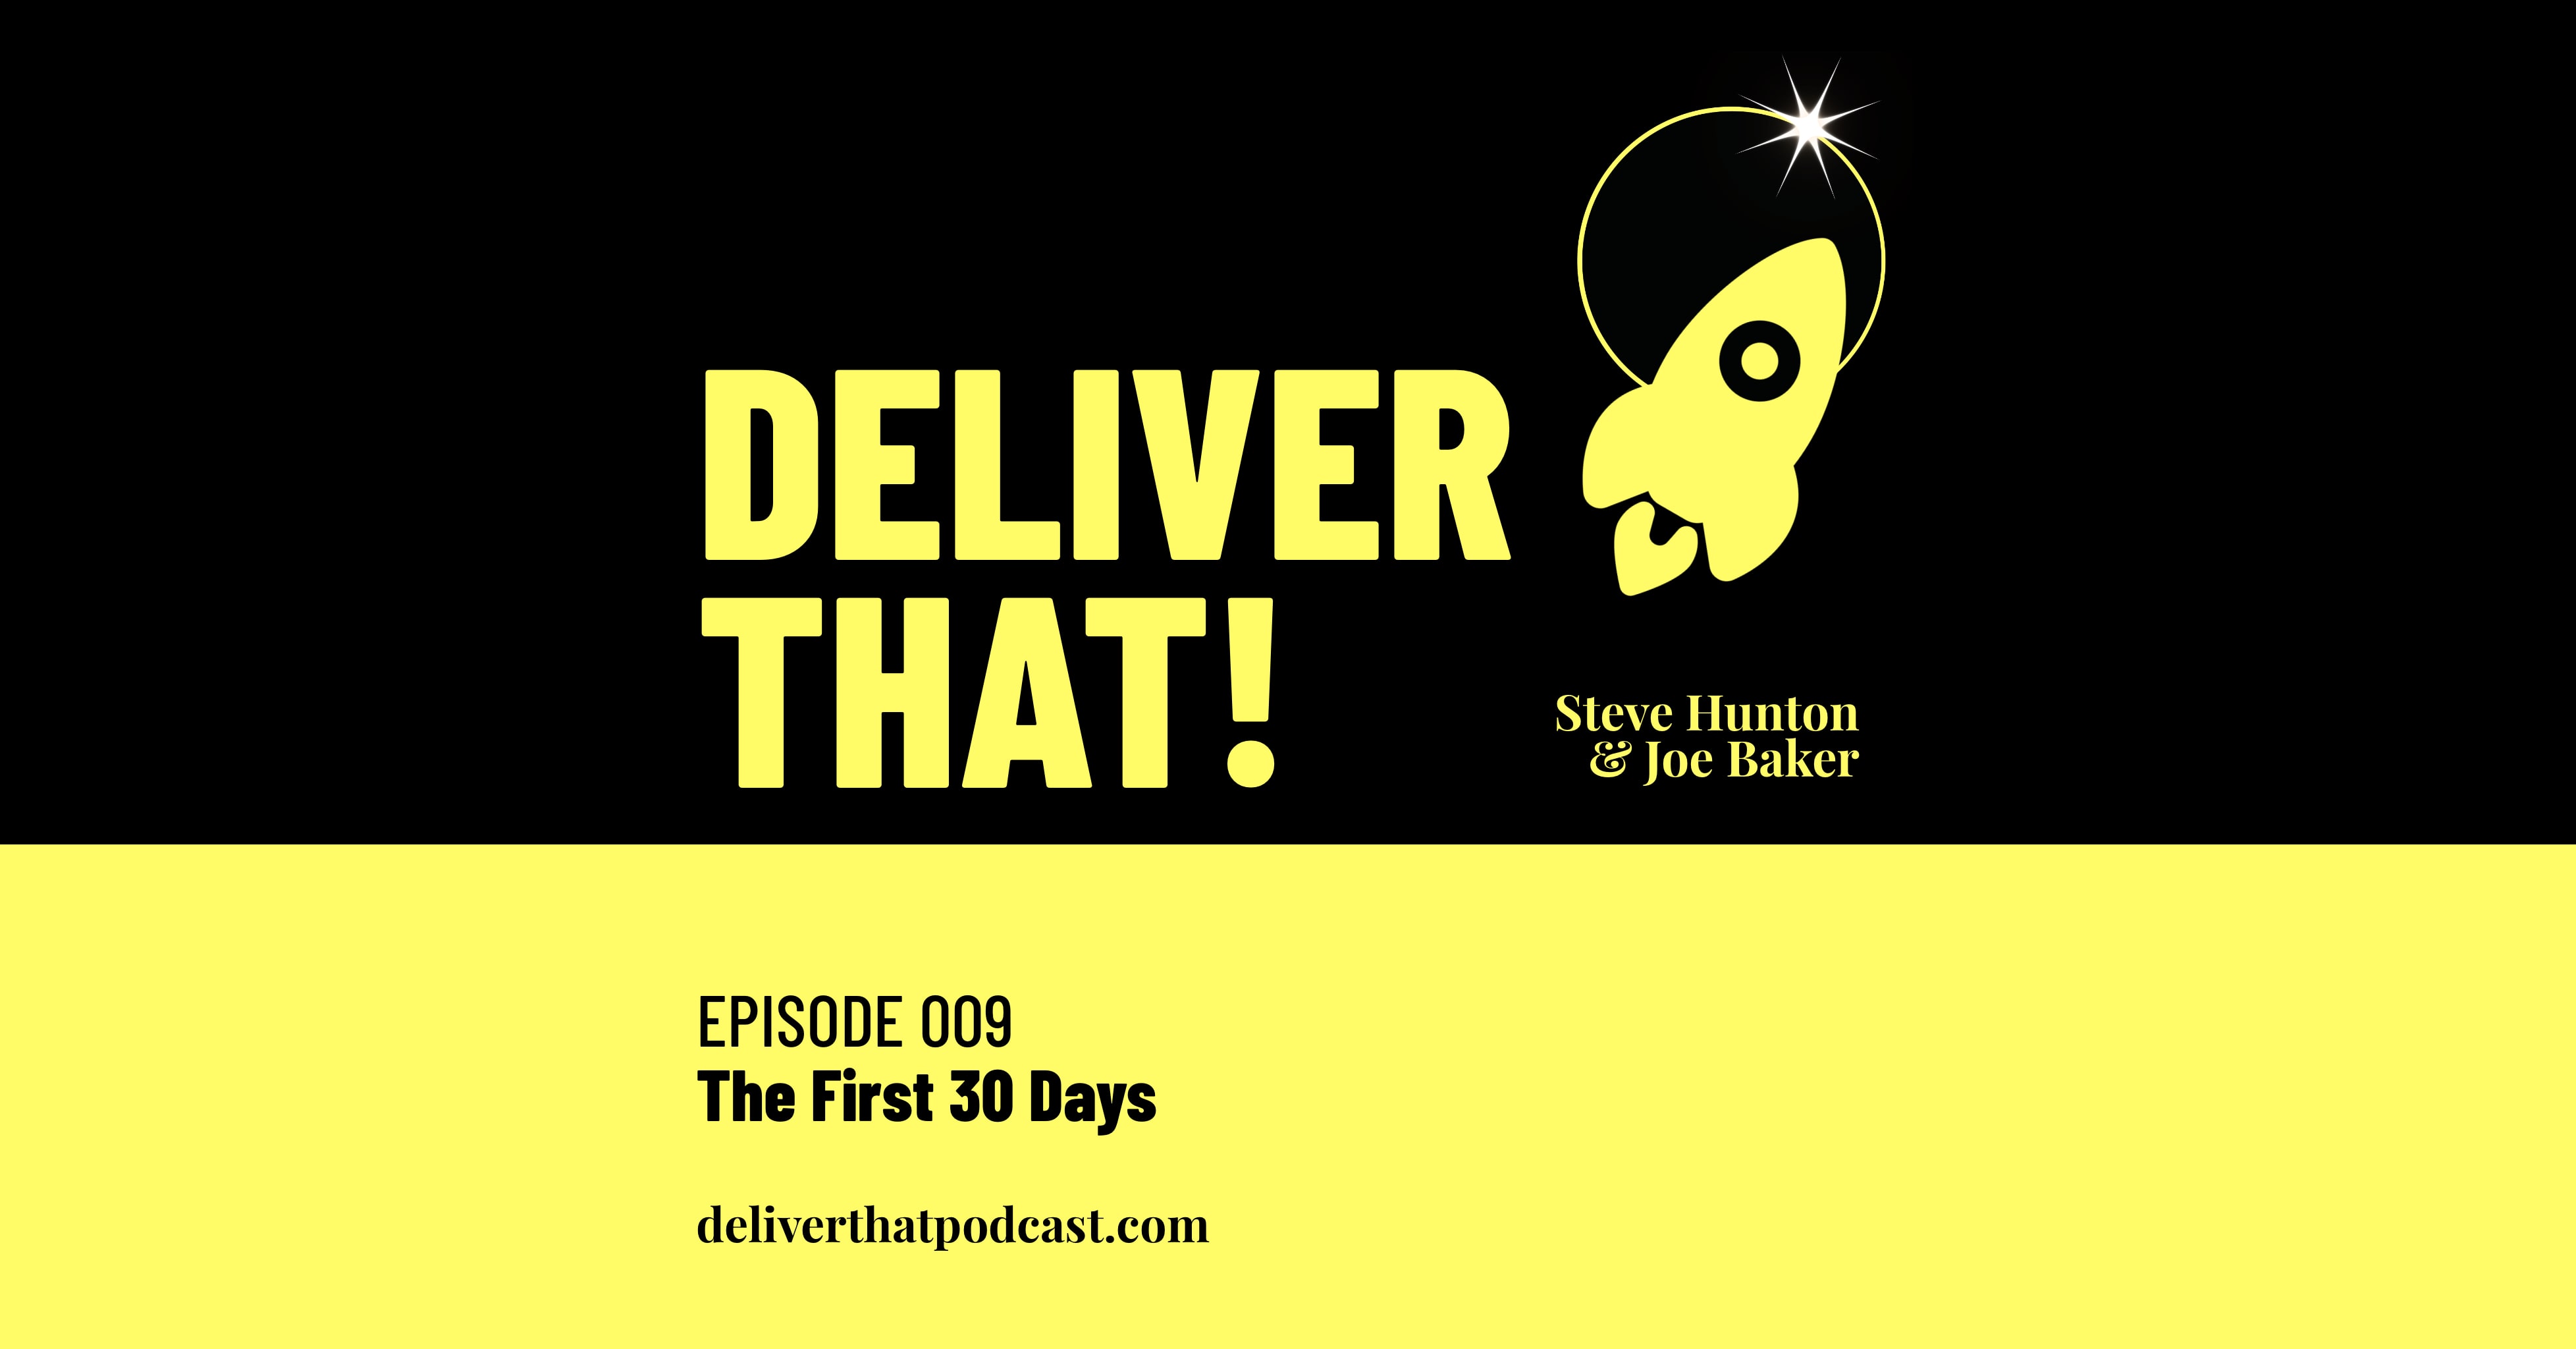 DELIVER
THAT!
Steve Hunton
& Joe Baker
EPISODE 009
The First 30 Days
deliverthatpodcast.com